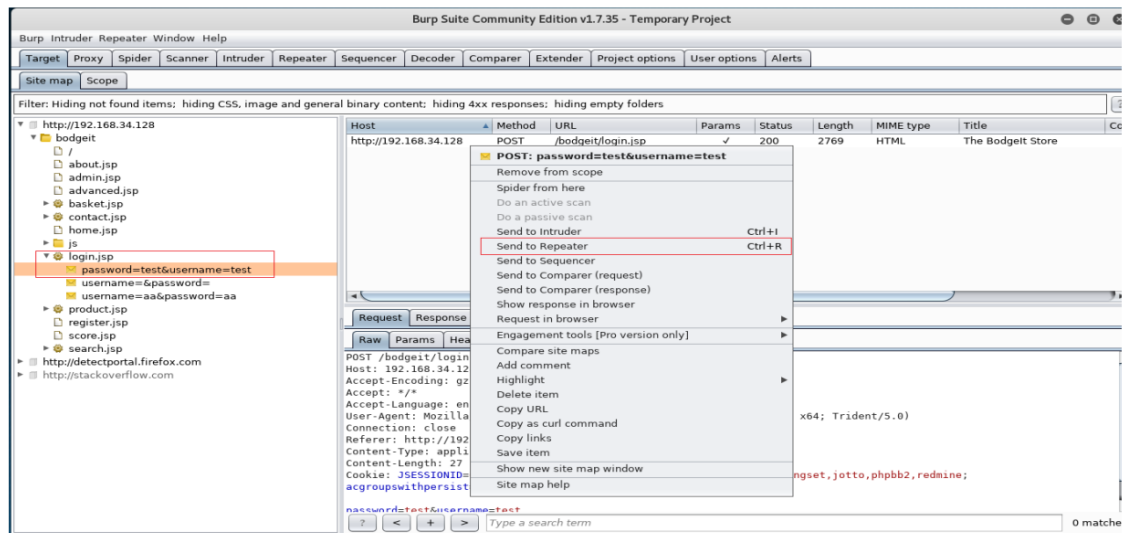 Burp Suite Community Edition v1.7.35 - Temporary Project
Burp Intruder Repeater Window Help
Target Proxy Spider Scanner Intruder Repeater Sequencer Decoder Comparer Extender Project options User options Alerts
Site map Scope
Filter: Hiding not found items; hiding CSS, image and general binary content; hiding 4xx responses; hiding empty folders ?
http://192.168.34.128
bodgeit
/
about.jsp
admin.jsp
advanced.jsp
basket.jsp
contact.jsp
home.jsp
js
login.jsp
password=test&username=test
username=&password=
username=aa&password=aa
product.jsp
register.jsp
score.jsp
search.jsp
http://detectportal.firefox.com
http://stackoverflow.com
Host Method URL Params Status Length MIME type Title Co
http://192.168.34.128 POST /bodgeit/login.jsp ✓ 200 2769 HTML The BodgeIt Store
POST: password=test&username=test
Remove from scope
Spider from here
Do an active scan
Do a passive scan
Send to Intruder Ctrl+I
Send to Repeater Ctrl+R
Send to Sequencer
Send to Comparer (request)
Send to Comparer (response)
Show response in browser
Request in browser
Engagement tools [Pro version only]
Compare site maps
Add comment
Highlight
Delete item
Copy URL
Copy as curl command
Copy links
Save item
Show new site map window
Site map help
Request Response
Raw Params Hea
POST /bodgeit/login
Host: 192.168.34.12
Accept-Encoding: gz
Accept: */*
Accept-Language: en
User-Agent: Mozilla x64; Trident/5.0)
Connection: close
Referer: http://192
Content-Type: appli
Content-Length: 27
Cookie: JSESSIONID= ngset,jotto,phpbb2,redmine;
acgroupswithpersist
password=test&username=test
? < + > Type a search term 0 matche